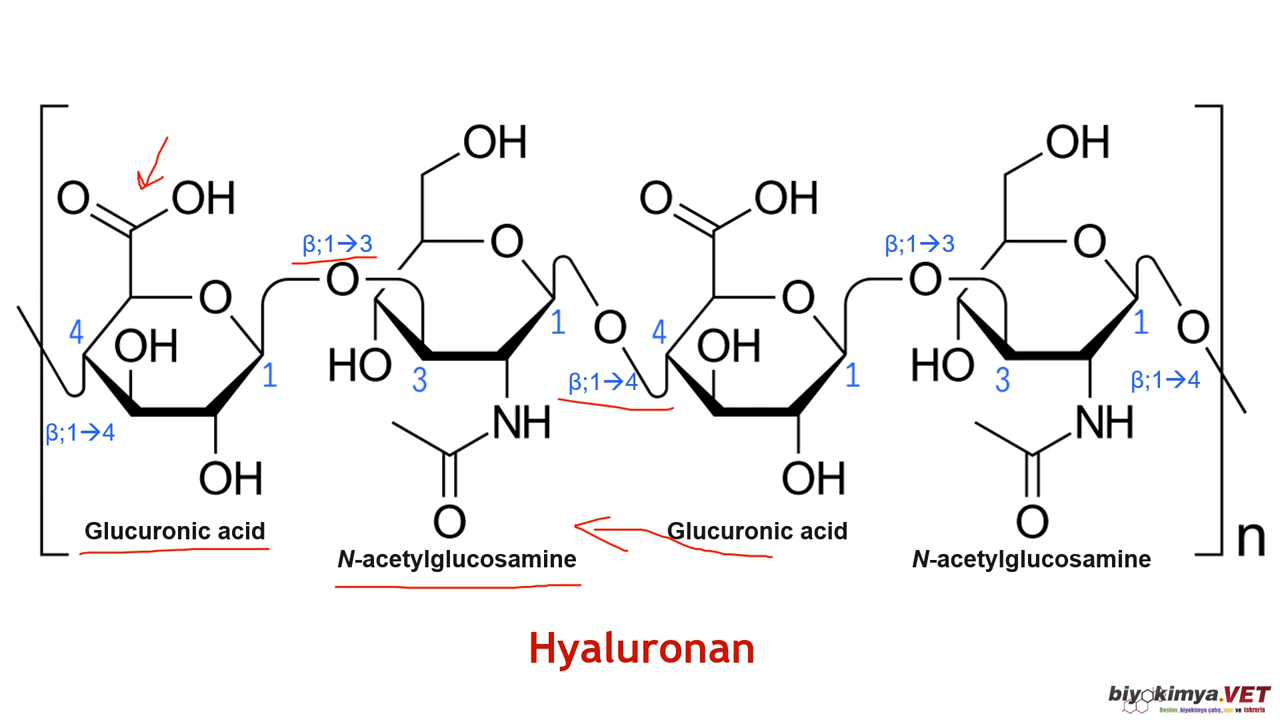 OH
OH
O
OH
O
OH
β;1→3
β;1→3
O
O
O
O
O
O
4
OH
1
O
4
OH
1
O
HO
1
3
HO
1
3
β;1→4
β;1→4
β;1→4
NH
NH
OH
OH
O
O
Glucuronic acid
Glucuronic acid
N-acetylglucosamine
N-acetylglucosamine
n
Hyaluronan
biyokimya.VET